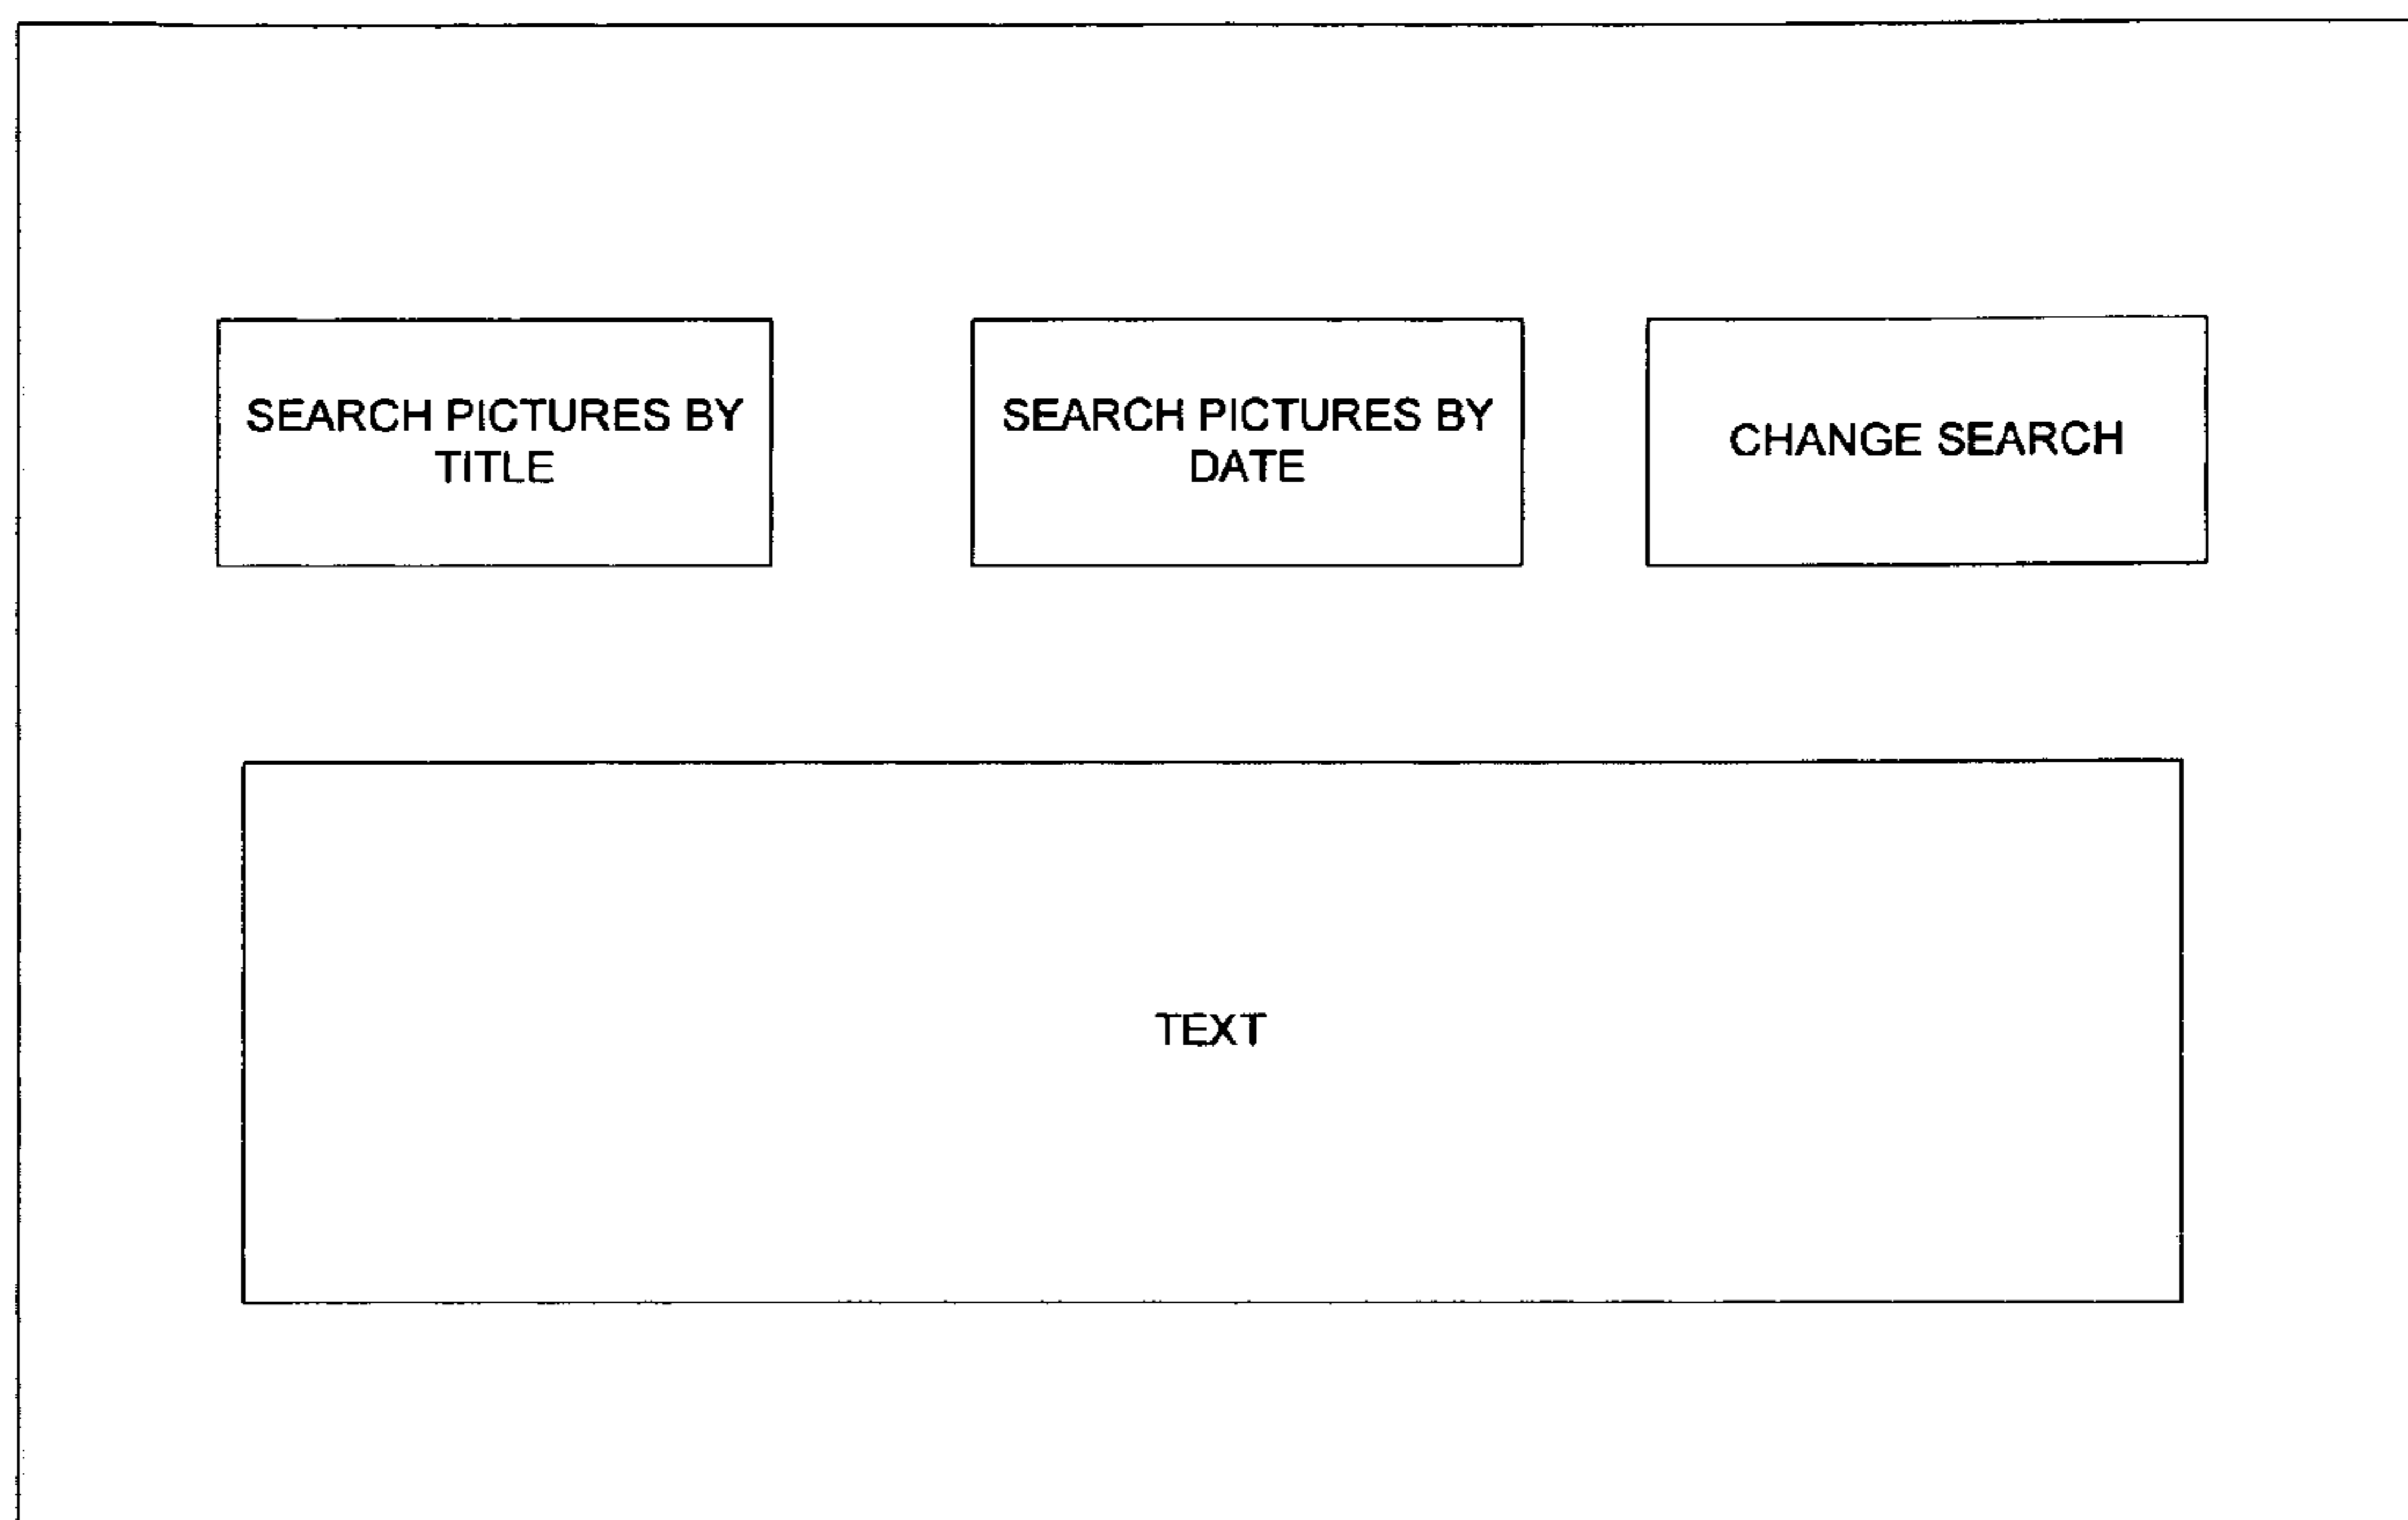 SEARCH PICTURES BY
TITLE
SEARCH PICTURES BY
DATE
CHANGE SEARCH
TEXT